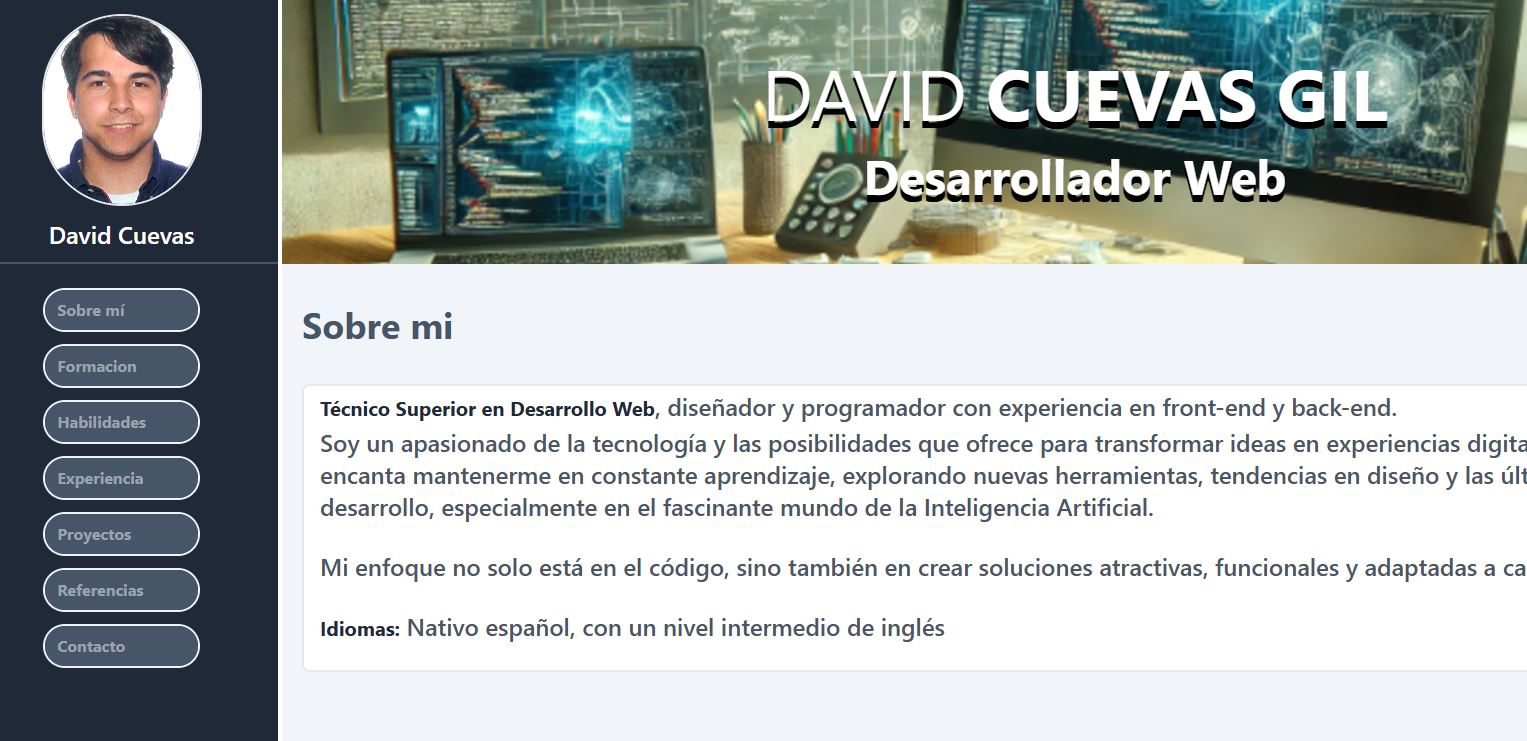 David Cuevas
Sobre mí
Formacion
Habilidades
Experiencia
Proyectos
Referencias
Contacto
DAVID CUEVAS GIL
Desarrollador Web
Sobre mi
Técnico Superior en Desarrollo Web, diseñador y programador con experiencia en front-end y back-end.
Soy un apasionado de la tecnología y las posibilidades que ofrece para transformar ideas en experiencias digita
encanta mantenerme en constante aprendizaje, explorando nuevas herramientas, tendencias en diseño y las últ
desarrollo, especialmente en el fascinante mundo de la Inteligencia Artificial.
Mi enfoque no solo está en el código, sino también en crear soluciones atractivas, funcionales y adaptadas a ca
Idiomas: Nativo español, con un nivel intermedio de inglés